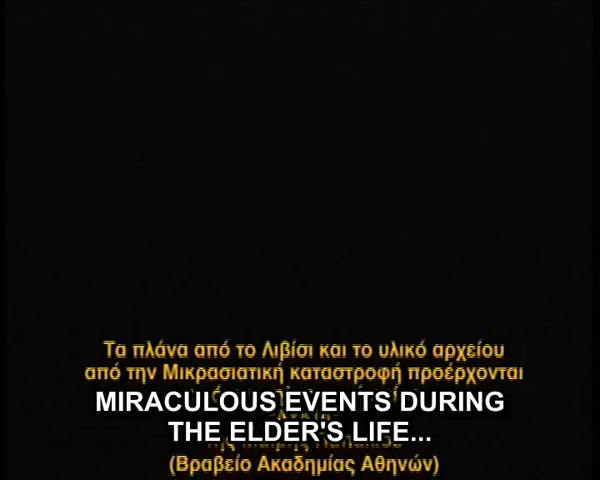 Τα πλάνα από το Λιβίσι και το υλικό αρχείου
από την Μικρασιατική καταστροφή προέρχονται
MIRACULOUS EVENTS DURING
THE ELDER'S LIFE...
(Βραβείο Ακαδημίας Αθηνών)